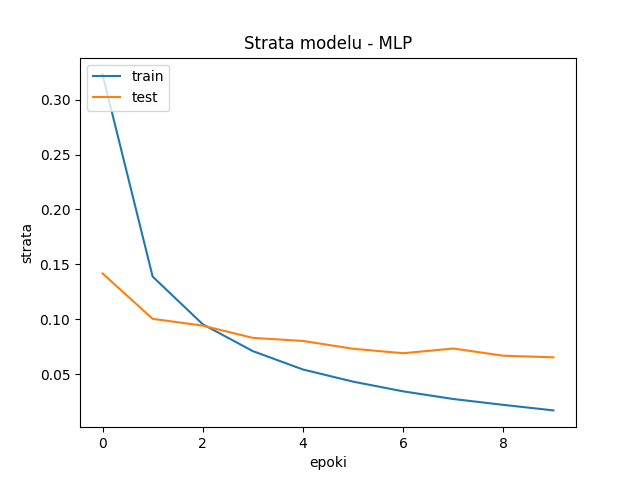 Strata modelu - MLP
train
test
0.30
0.25
0.20
0.15
0.10
0.05
strata
0 2 4 6 8
epoki